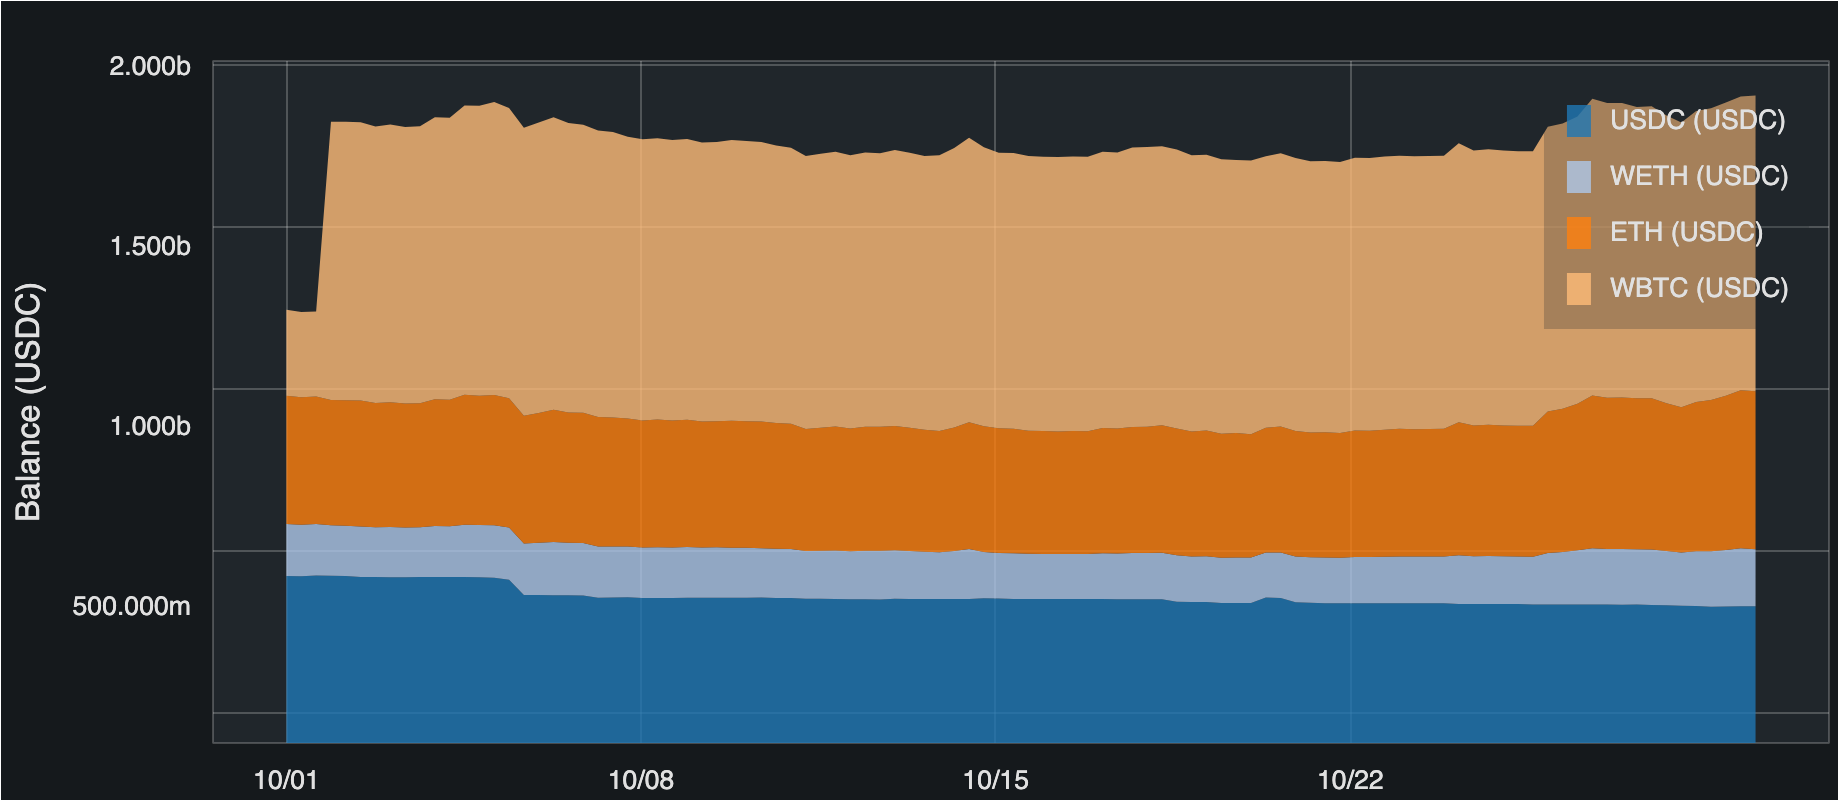 2.000b
1.500b
1.000b
500.000m
Balance (USDC)
USDC (USDC)
WETH (USDC)
ETH (USDC)
WBTC (USDC)
10/01
10/08
10/15
10/22